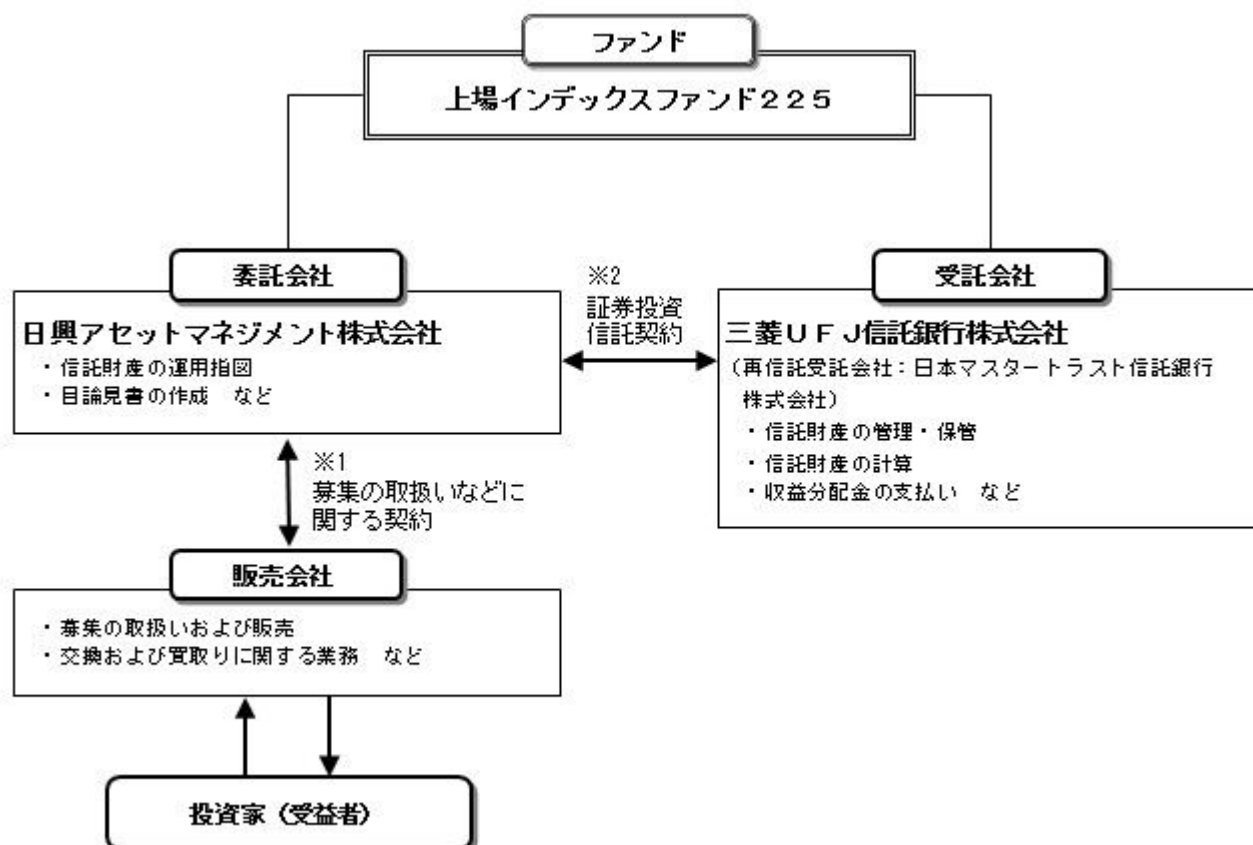 ファンド
上場インデックスファンド２２５
委託会社
日興アセットマネジメント株式会社
・信託財産の運用指図
・目論見書の作成　など
※2
証券投資
信託契約
受託会社
三菱ＵＦＪ信託銀行株式会社
（再信託受託会社：日本マスタートラスト信託銀行
株式会社）
・信託財産の管理・保管
・信託財産の計算
・収益分配金の支払い　など
※1
募集の取扱いなどに
関する契約
販売会社
・募集の取扱いおよび販売
・交換および買取りに関する業務　など
投資家（受益者）